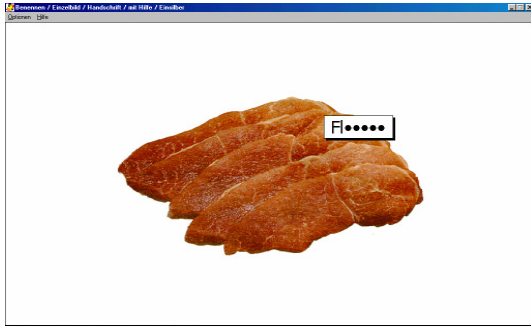 Benennen / Einzelbild / Handschrift / mit Hilfe / Einsilber
Optionen Hilfe
Fl●●●●●